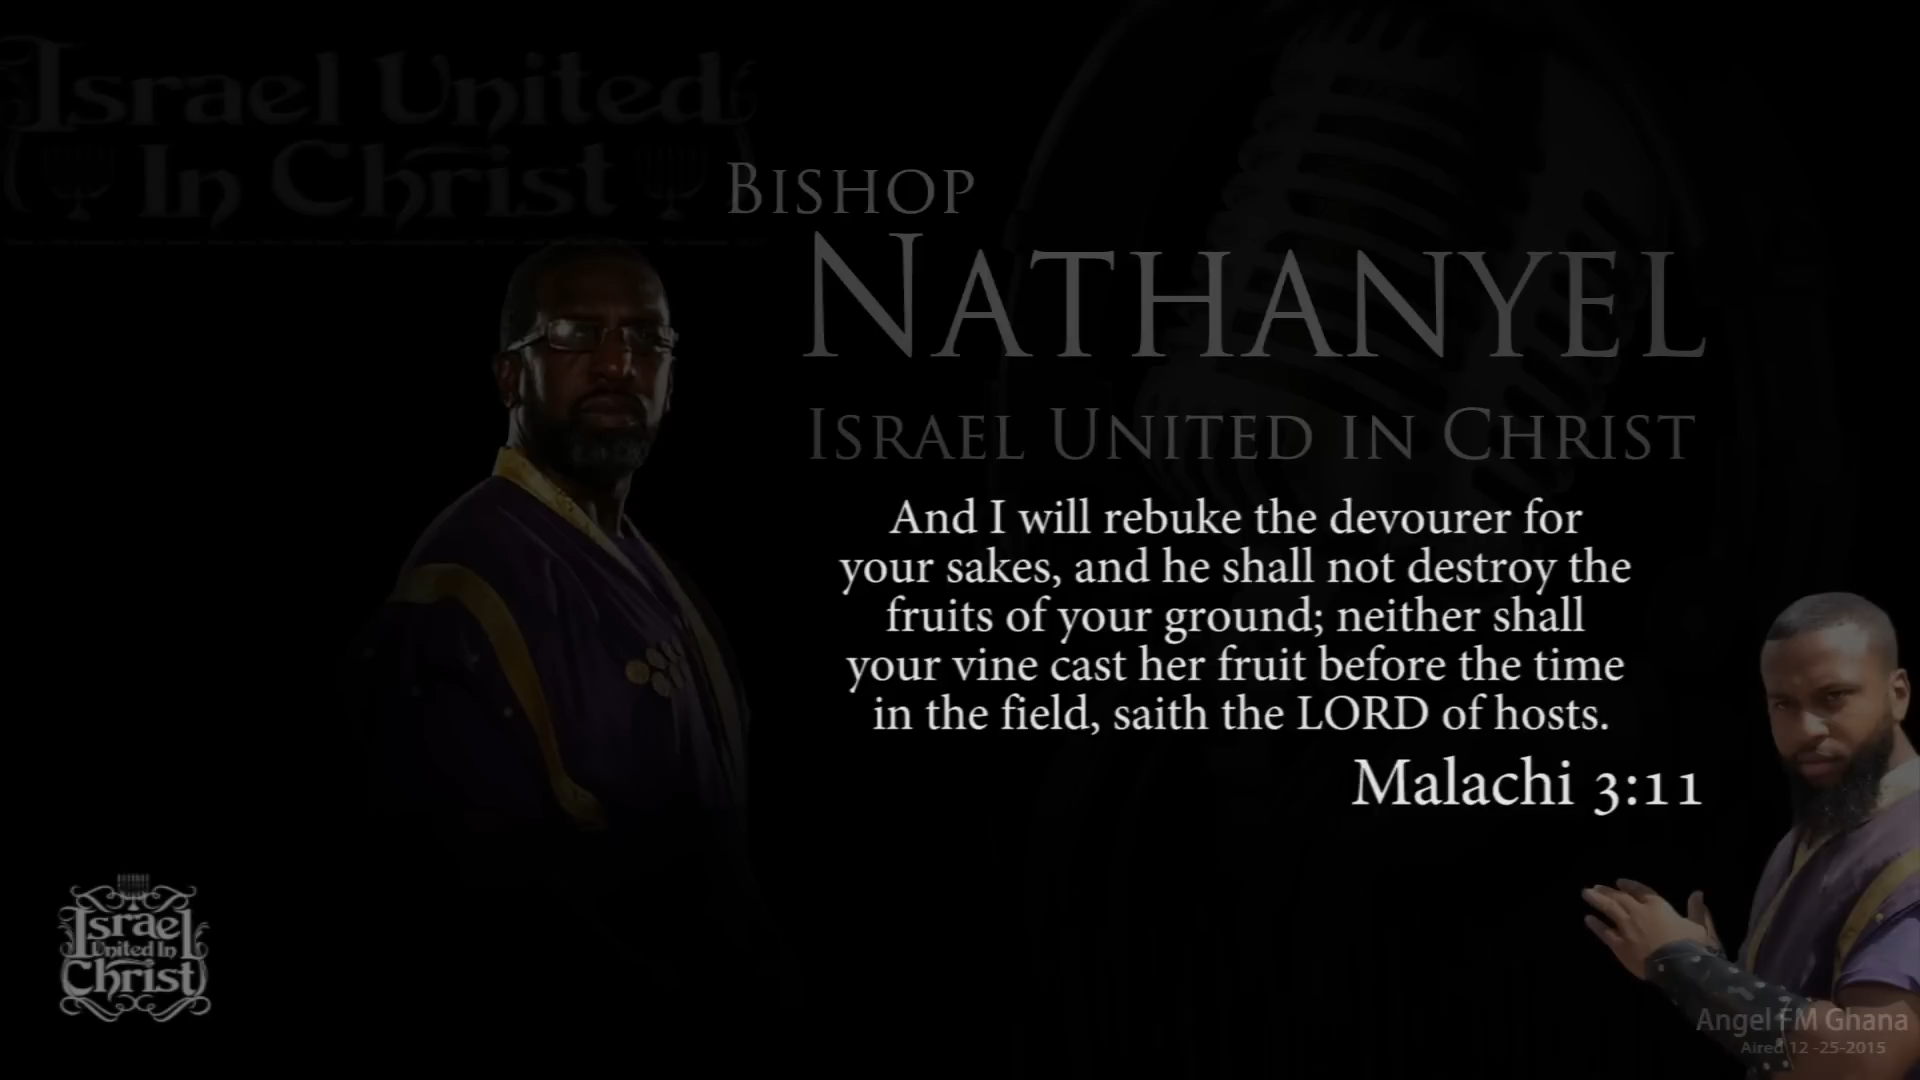 Israel United
In Christ
BISHOP
NATHANYEL
ISRAEL UNITED IN CHRIST
And I will rebuke the devourer for
your sakes, and he shall not destroy the
fruits of your ground; neither shall
your vine cast her fruit before the time
in the field, saith the LORD of hosts.
Malachi 3:11
Israel
United In
Christ
Angel FM Ghana
Aired 12 -25-2015